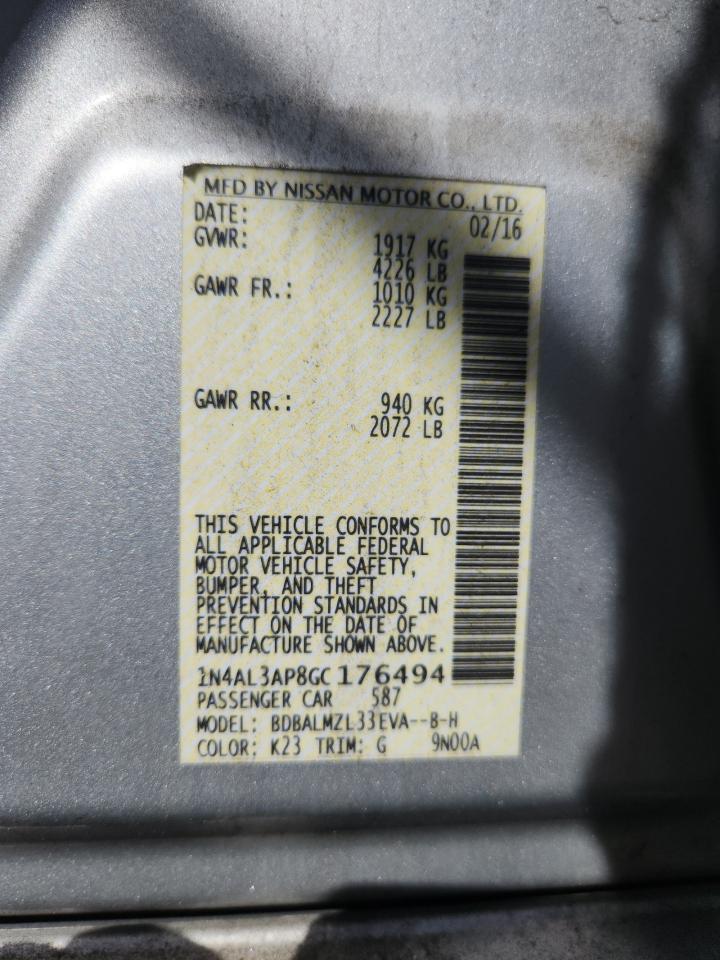 MFD BY NISSAN MOTOR CO., LTD.
DATE: 02/16
GVWR: 1917 KG
4226 LB
GAWR FR.: 1010 KG
2227 LB
GAWR RR.: 940 KG
2072 LB
THIS VEHICLE CONFORMS TO
ALL APPLICABLE FEDERAL
MOTOR VEHICLE SAFETY,
BUMPER, AND THEFT
PREVENTION STANDARDS IN
EFFECT ON THE DATE OF
MANUFACTURE SHOWN ABOVE.
1N4AL3AP8GC176494
PASSENGER CAR 587
MODEL: BDBALMZL33EVA--B-H
COLOR: K23 TRIM: G 9N00A